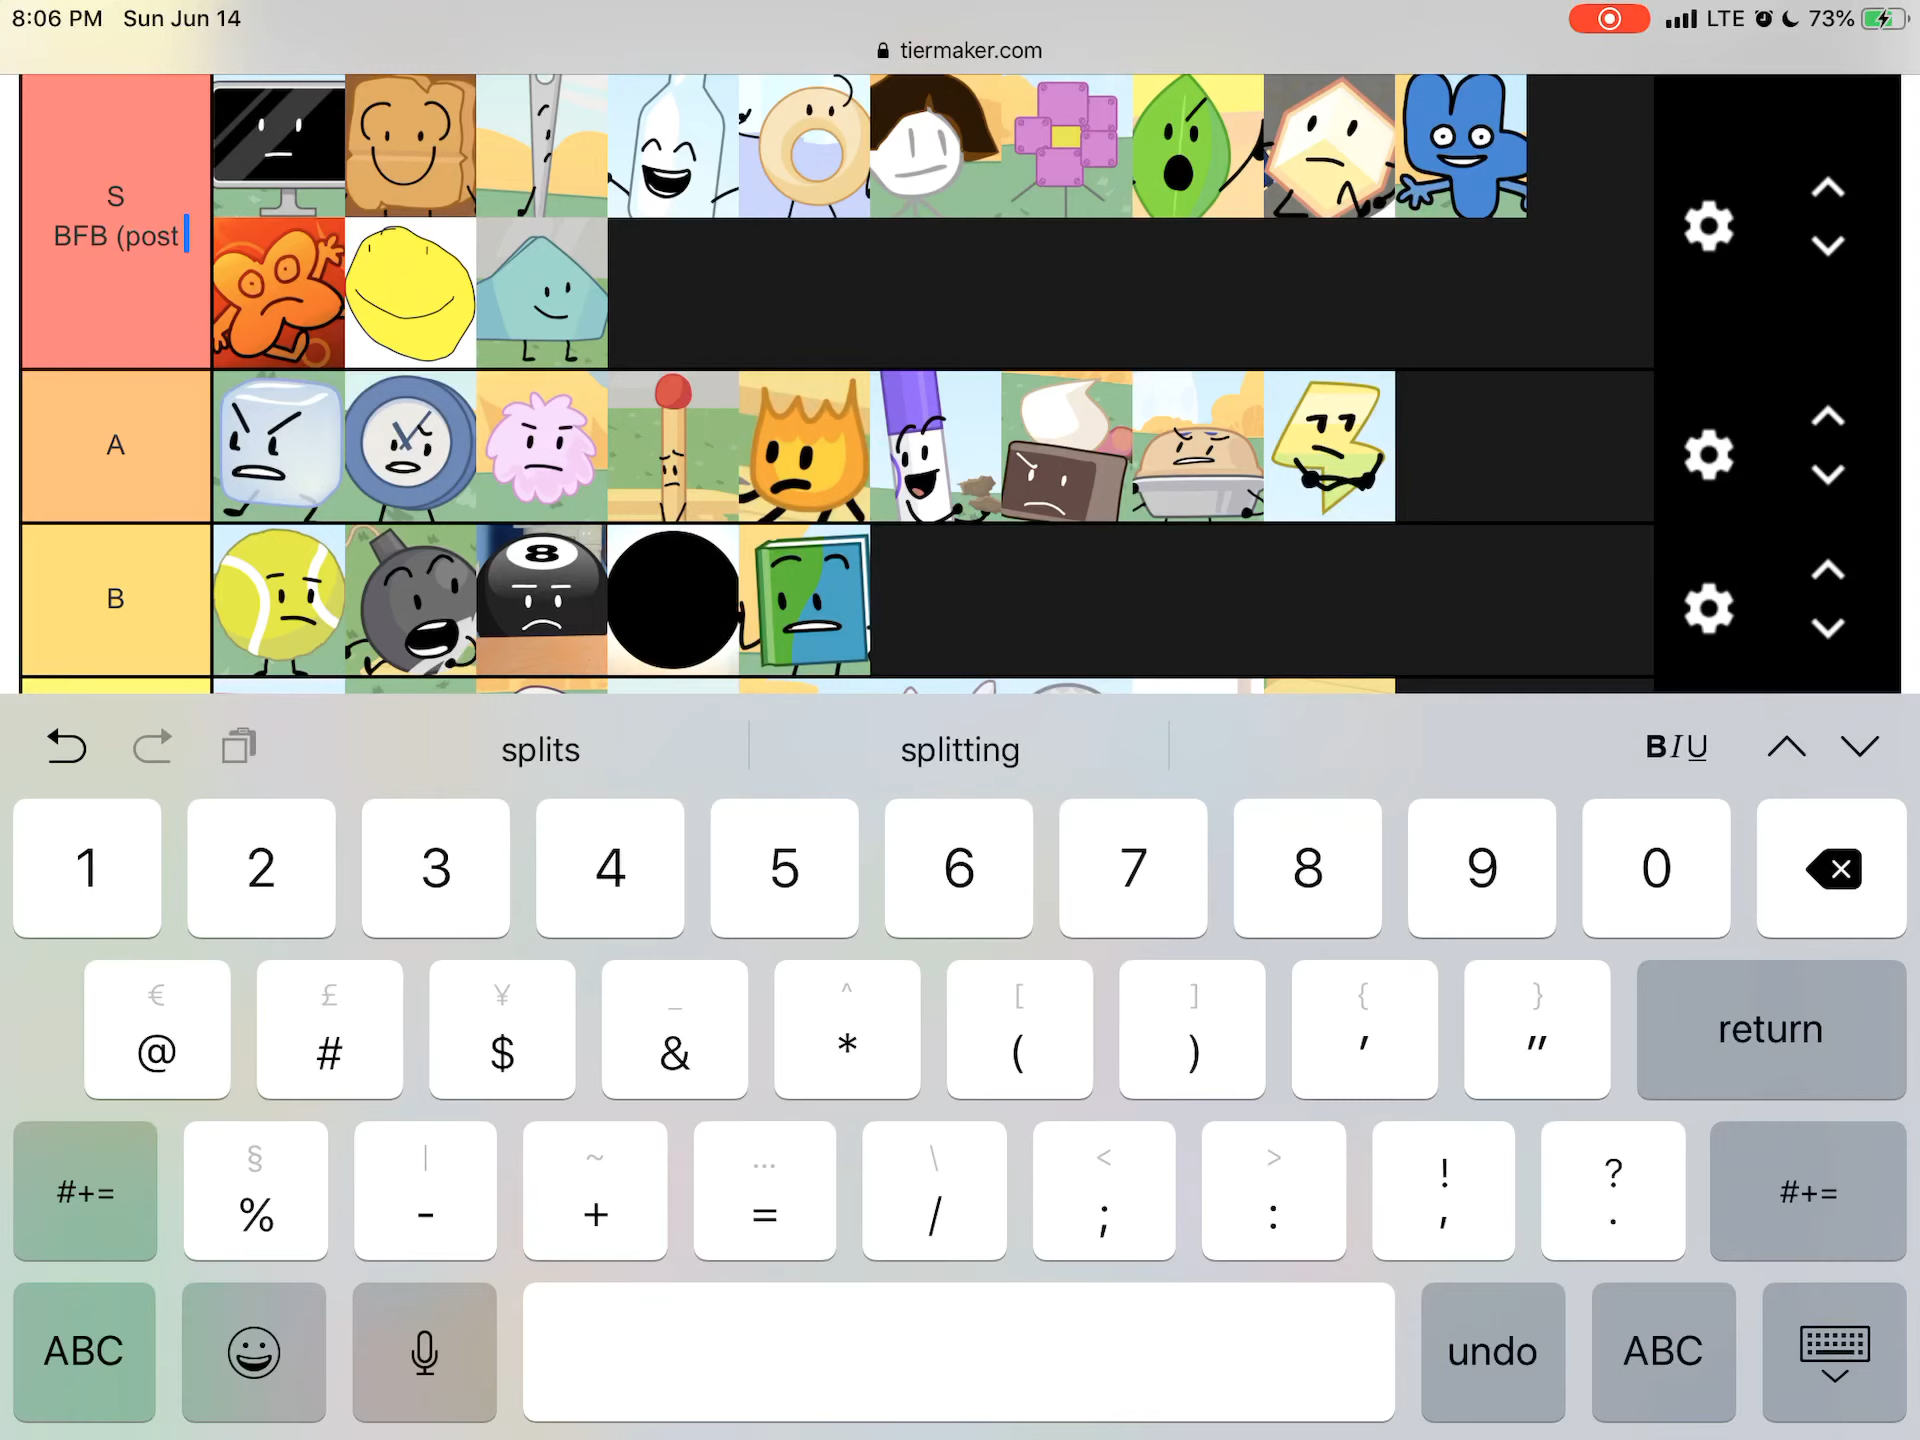 8:06 PM Sun Jun 14
LTE 73%
tiermaker.com
S
BFB (post
A
B
8
splits splitting BIU
1 2 3 4 5 6 7 8 9 0
€ £ ¥ _ ^ [ ] { }
@ # $ & * ( ) ' " return
§ | ~ … \ < > ! ?
#+= % - + = / ; : , . #+=
ABC undo ABC